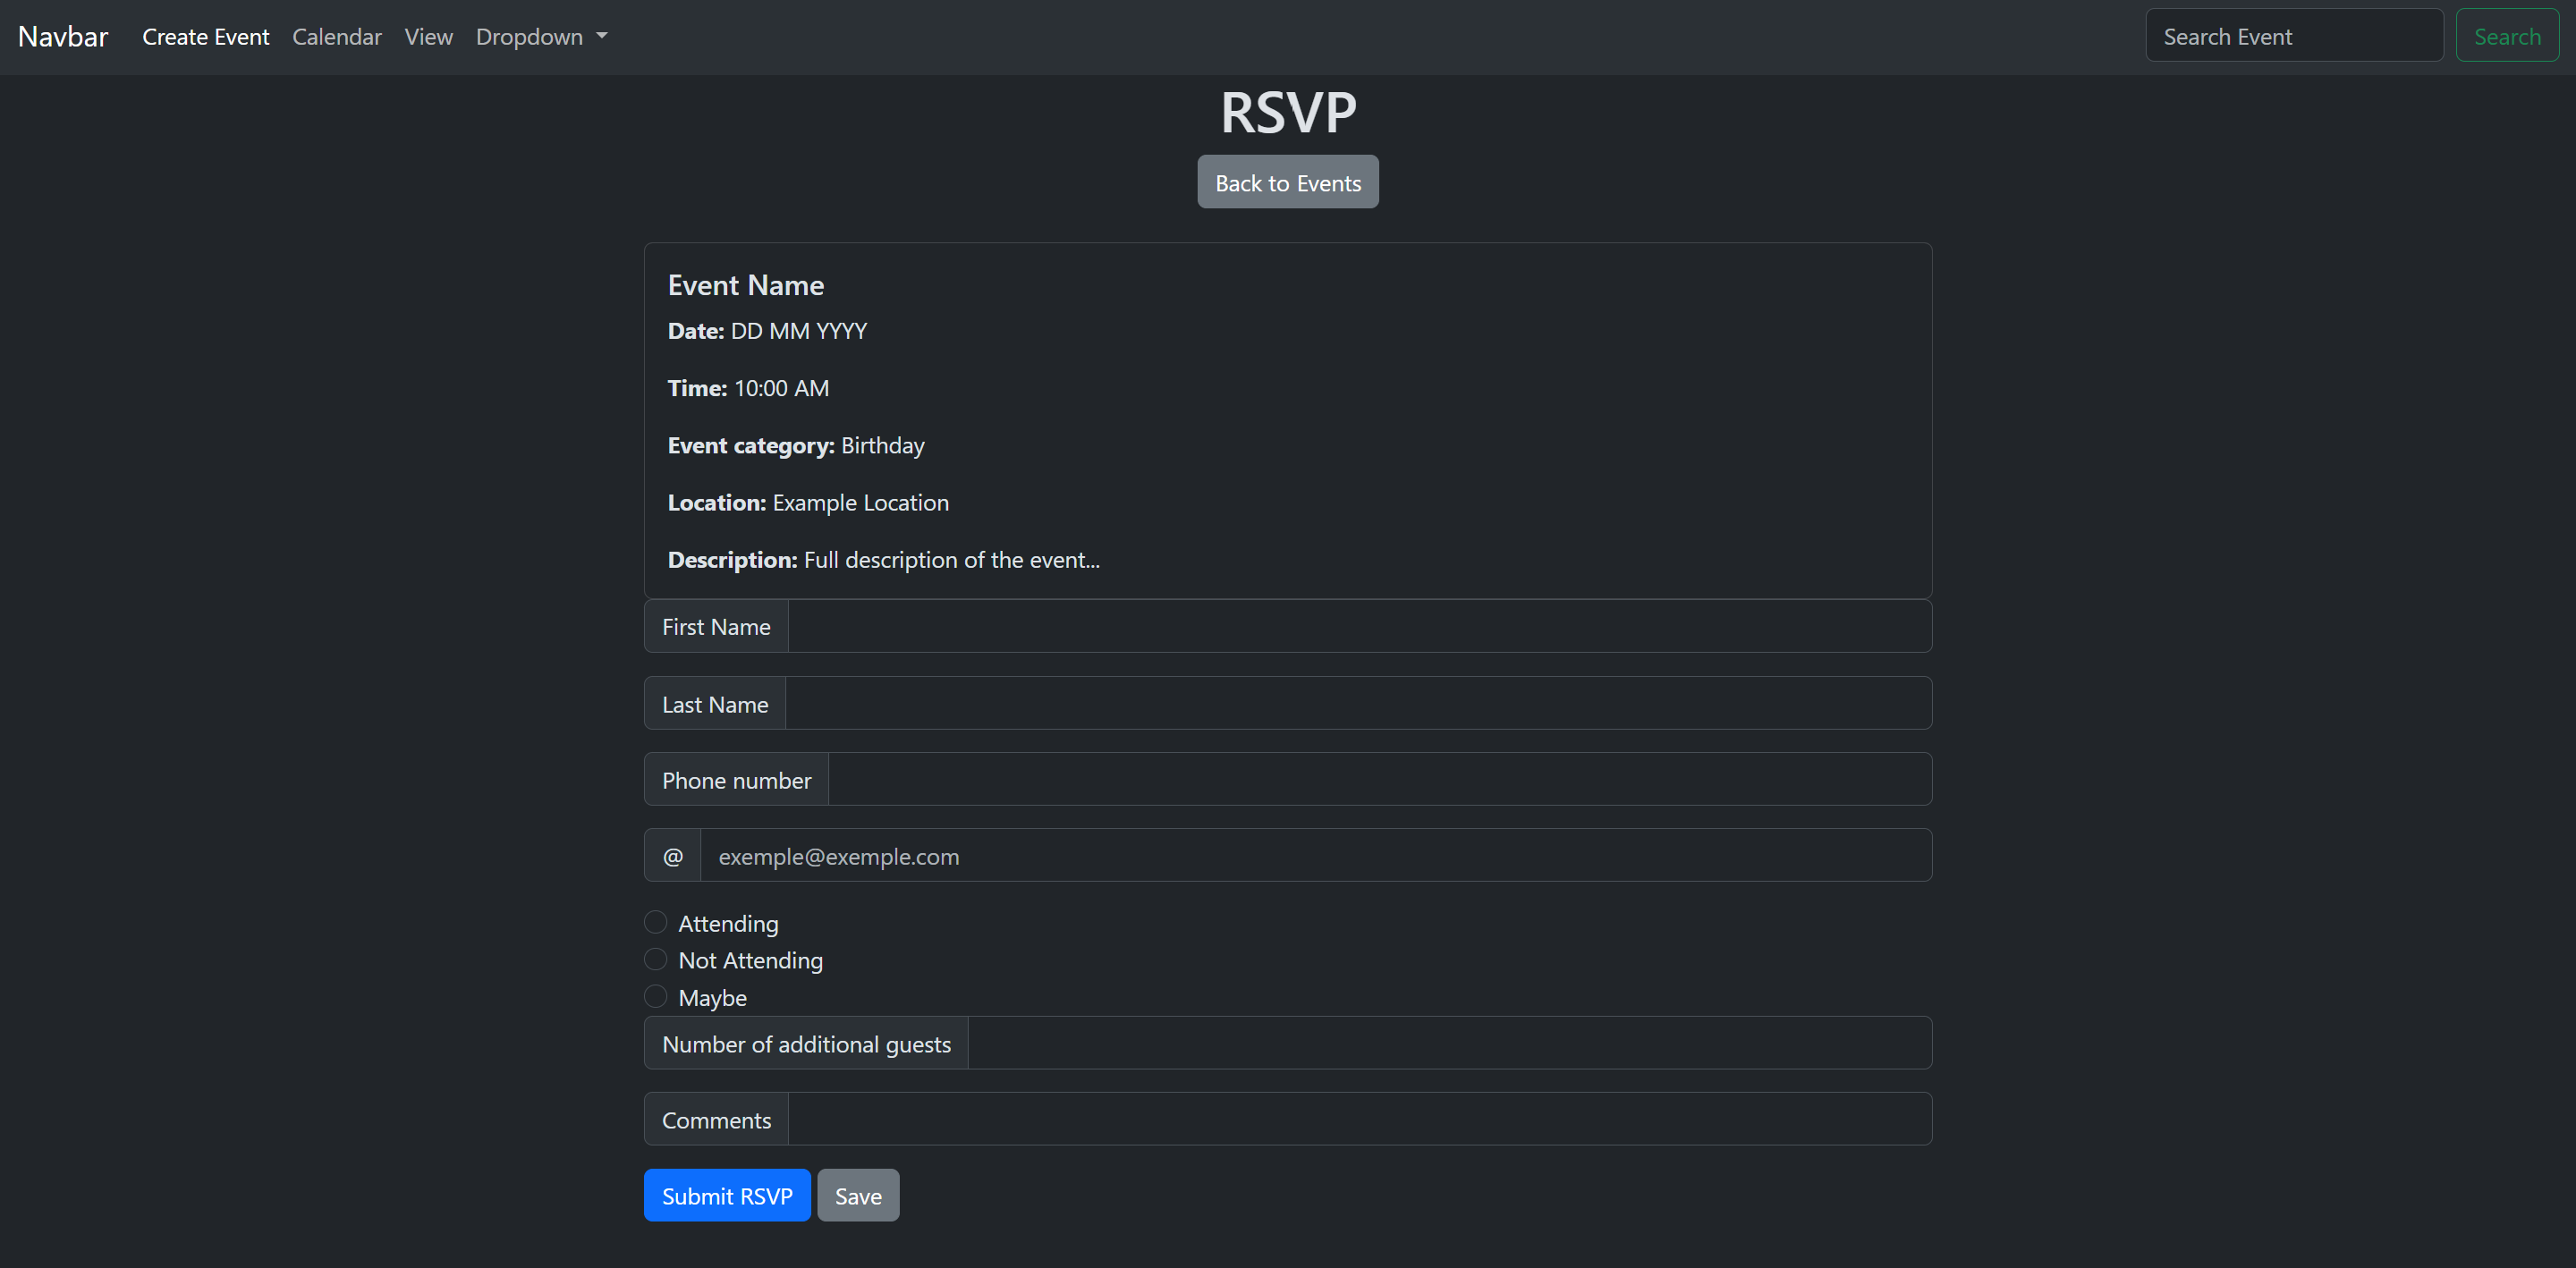 Navbar Create Event Calendar View Dropdown Search Event Search
RSVP
Back to Events
Event Name
Date: DD MM YYYY
Time: 10:00 AM
Event category: Birthday
Location: Example Location
Description: Full description of the event...
First Name
Last Name
Phone number
@ exemple@exemple.com
Attending
Not Attending
Maybe
Number of additional guests
Comments
Submit RSVP Save